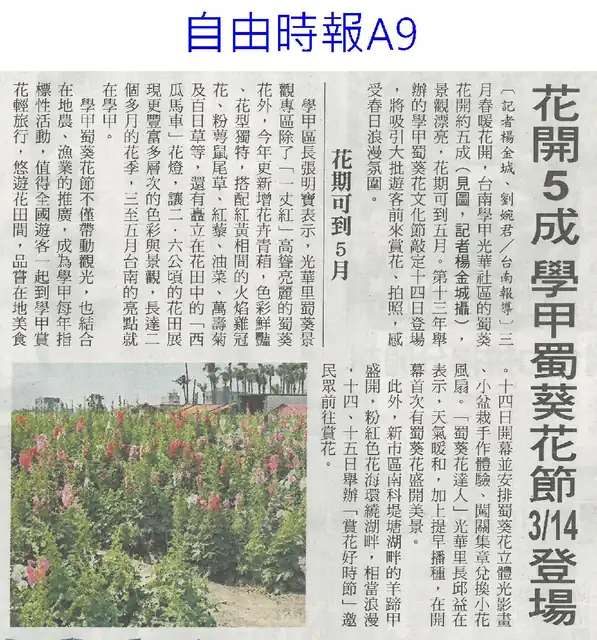 自由時報A9
花開5成 學甲蜀葵花節3/14登場
〔記者楊金城、劉婉君/台南報導〕三
月春暖花開,台南學甲光華社區的蜀葵
花開約五成(見圖,記者楊金城攝),
景觀漂亮,花期可到五月。第十三年舉
辦的學甲蜀葵花文化節敲定十四日登場
,將吸引大批遊客前來賞花、拍照,感
受春日浪漫氛圍。
花期可到5月
學甲區長張明寶表示,光華里蜀葵景
觀專區除了「一丈紅」高聳亮麗的蜀葵
花外,今年更新增花卉青葙,色彩鮮豔
、花型獨特,搭配紅黃相間的火焰雞冠
花、粉萼鼠尾草、紅藜、油菜、萬壽菊
及百日草等,還有矗立在花田中的「西
瓜馬車」花燈,讓二.六公頃的花田展
現更豐富多層次的色彩與景觀,長達二
個多月的花季,三至五月台南的亮點就
在學甲。
學甲蜀葵花節不僅帶動觀光,也結合
在地農、漁業的推廣,成為學甲每年指
標性活動,值得全國遊客一起到學甲賞
花輕旅行,悠遊花田間,品嘗在地美食
。十四日開幕並安排蜀葵花立體光影畫
、小盆栽手作體驗、闖關集章兌換小花
風扇。「蜀葵花達人」光華里長邱益在
表示,天氣暖和,加上提早播種,在開
幕首次有蜀葵花盛開美景。
此外,新市區南科堤塘湖畔的羊蹄甲
盛開,粉紅色花海環繞湖畔,相當浪漫
,十四、十五日舉辦「賞花好時節」邀
民眾前往賞花。